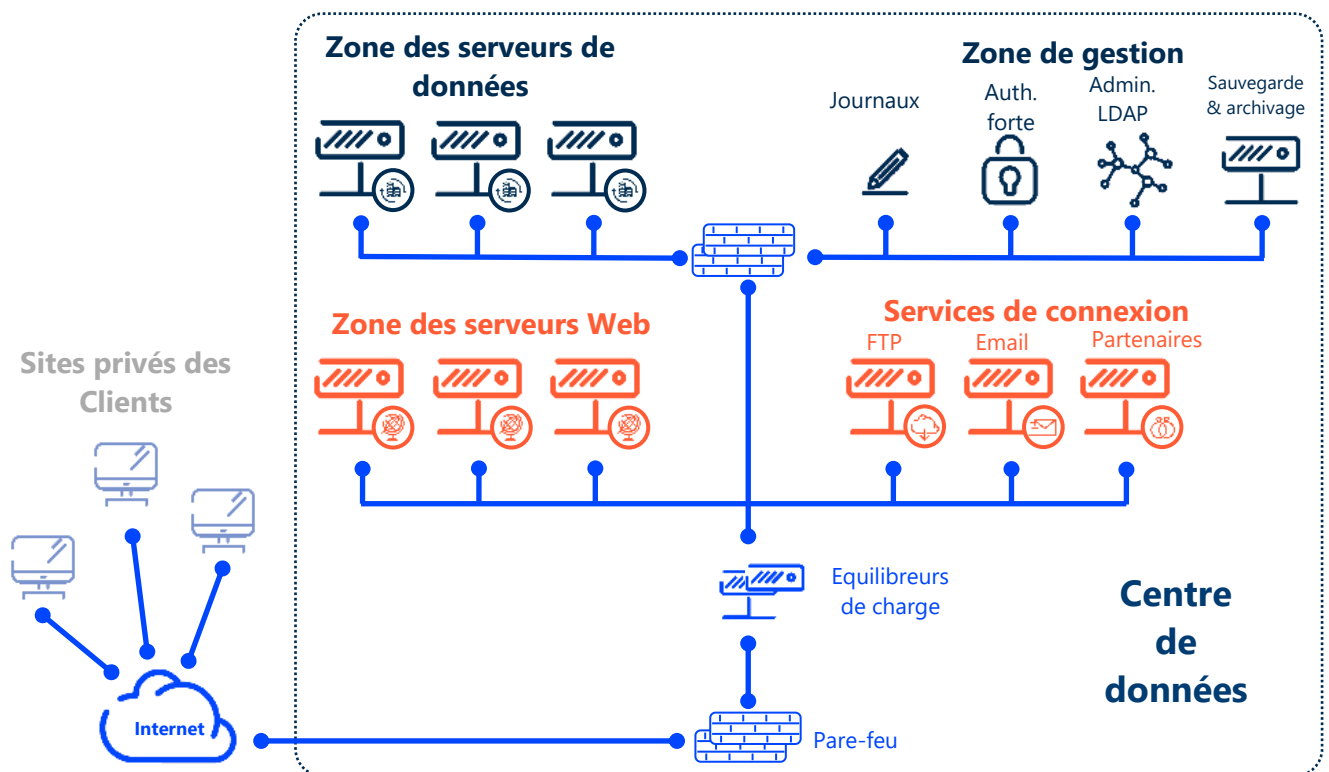 Zone des serveurs de
données
Zone de gestion
Journaux
Auth.
forte
Admin.
LDAP
Sauvegarde
& archivage
Zone des serveurs Web
Services de connexion
FTP
Email
Partenaires
Sites privés des
Clients
Equilibreurs
de charge
Centre
de
données
Internet
Pare-feu